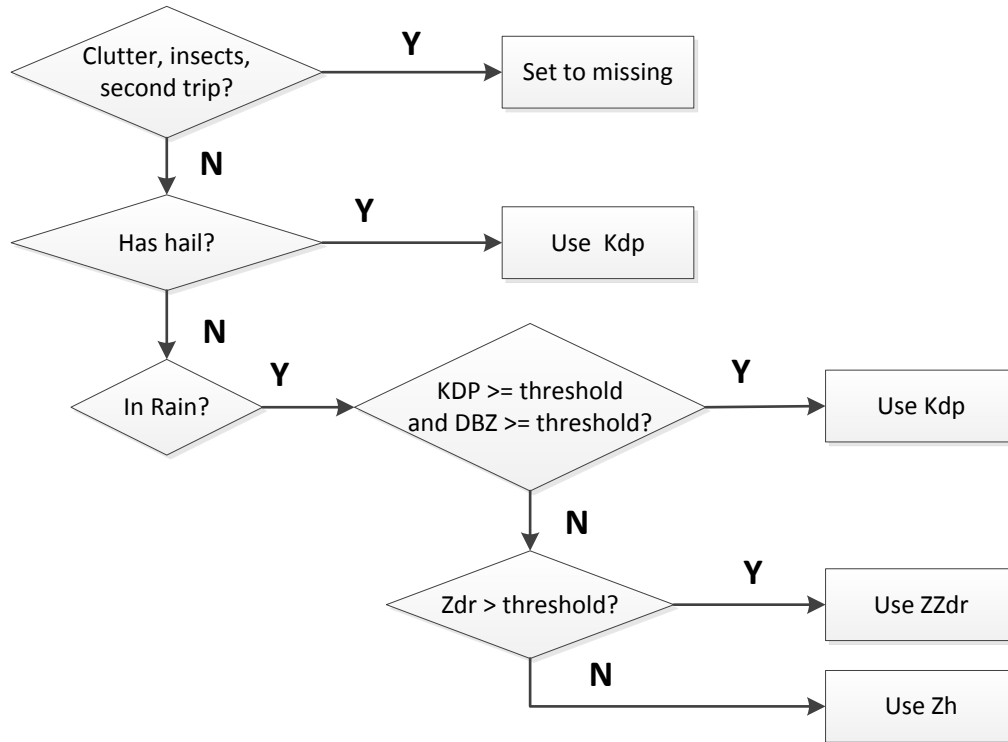 Clutter, insects,
second trip?
Y
Set to missing
N
Has hail?
Y
Use Kdp
N
In Rain?
Y
KDP >= threshold
and DBZ >= threshold?
Y
Use Kdp
N
Zdr > threshold?
Y
Use ZZdr
N
Use Zh